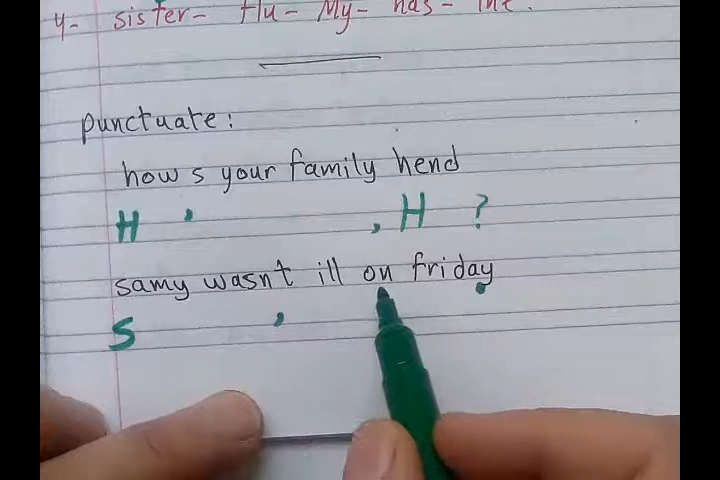 4- sister- Flu- My- has- the.
punctuate:
how s your family hend
H ' , H ?
samy wasnt ill on friday
S ' .